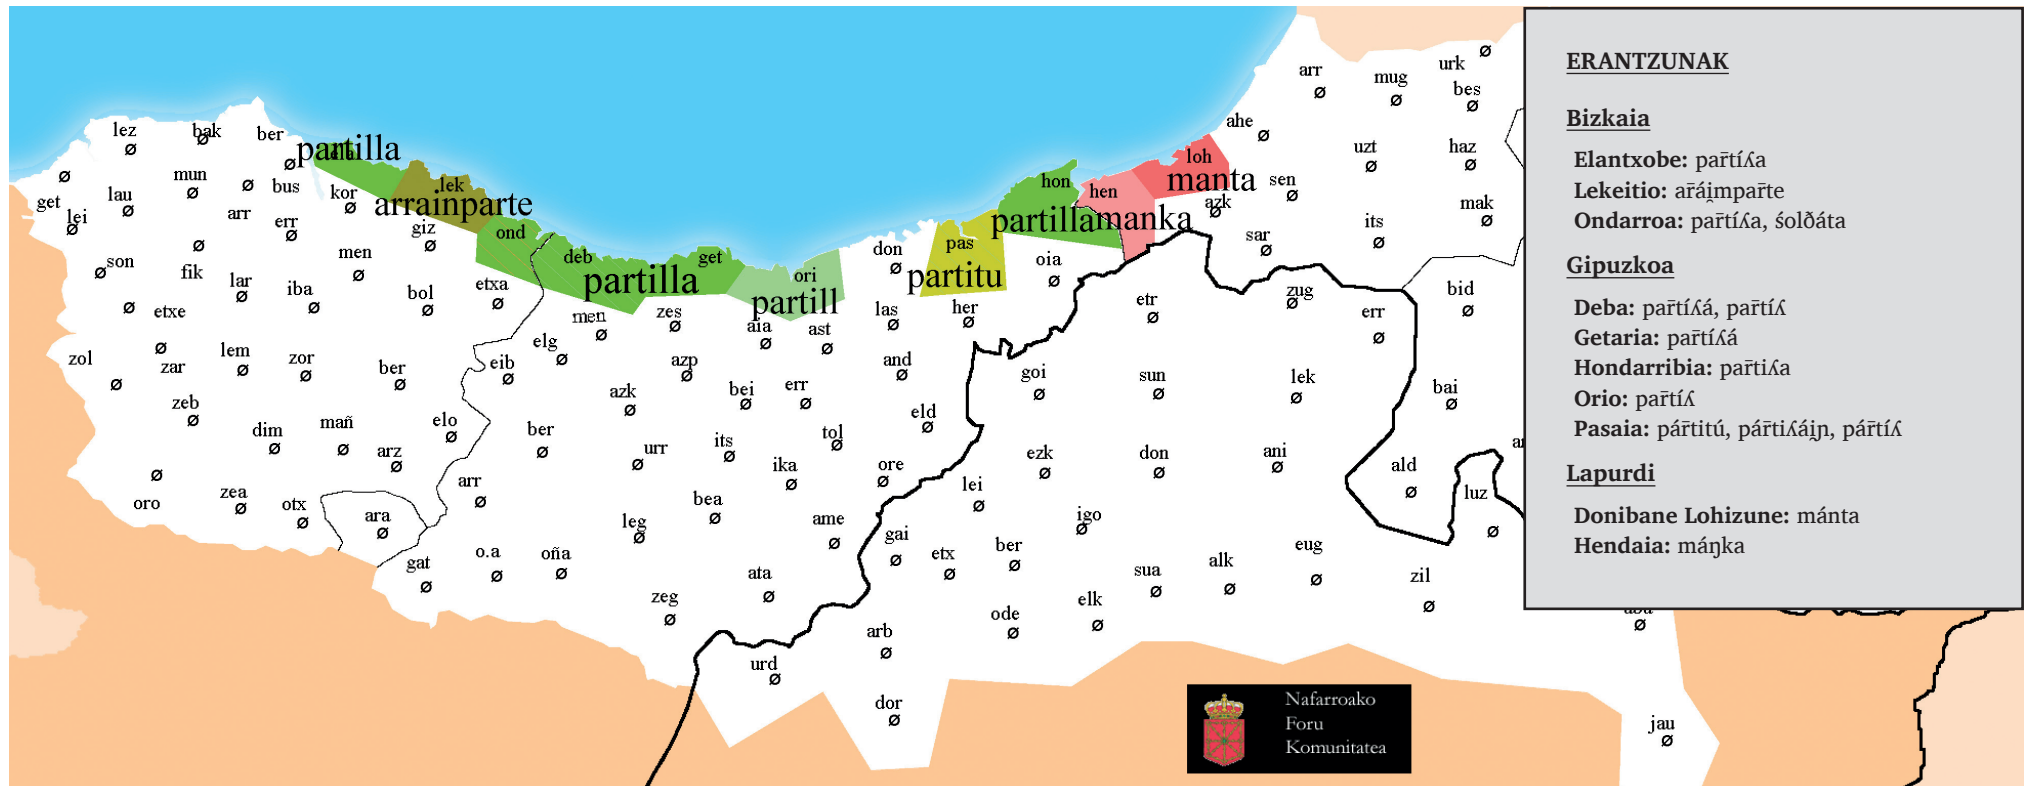 urk
arr
mug
bes
lez
bak
ber
ahe
uzt
haz
mun
bus
lau
get
lei
arr
err
kor
partilla
lek
arrainparte
giz
ond
men
son
fik
lar
iba
bol
etxa
etxe
deb
get
partilla
ori
partill
don
pas
partitu
hon
partilla
hen
manka
loh
manta
azk
sen
sar
its
mak
oia
las
her
men
zes
aia
ast
elg
eib
azp
azk
bei
err
and
eld
tol
ber
urr
its
ika
ore
arr
bea
leg
ame
o.a
oña
gat
ata
zeg
zol
zar
lem
zor
ber
zeb
dim
mañ
elo
arz
oro
zea
otx
ara
etr
zug
err
bid
goi
sun
lek
bai
ezk
don
ani
ald
luz
lei
igo
gai
etx
ber
sua
alk
eug
zil
ode
elk
arb
urd
dor
jau
ERANTZUNAK
Bizkaia
Elantxobe: par̄tíʎa
Lekeitio: ar̄ái̯mpar̄te
Ondarroa: par̄tíʎa, śolðáta
Gipuzkoa
Deba: par̄tíʎá, par̄tíʎ
Getaria: par̄tíʎá
Hondarribia: par̄tiʎa
Orio: par̄tíʎ
Pasaia: pár̄titú, pár̄tiʎái̯ɲ, pár̄tíʎ
Lapurdi
Donibane Lohizune: mánta
Hendaia: máŋka
Nafarroako
Foru
Komunitatea